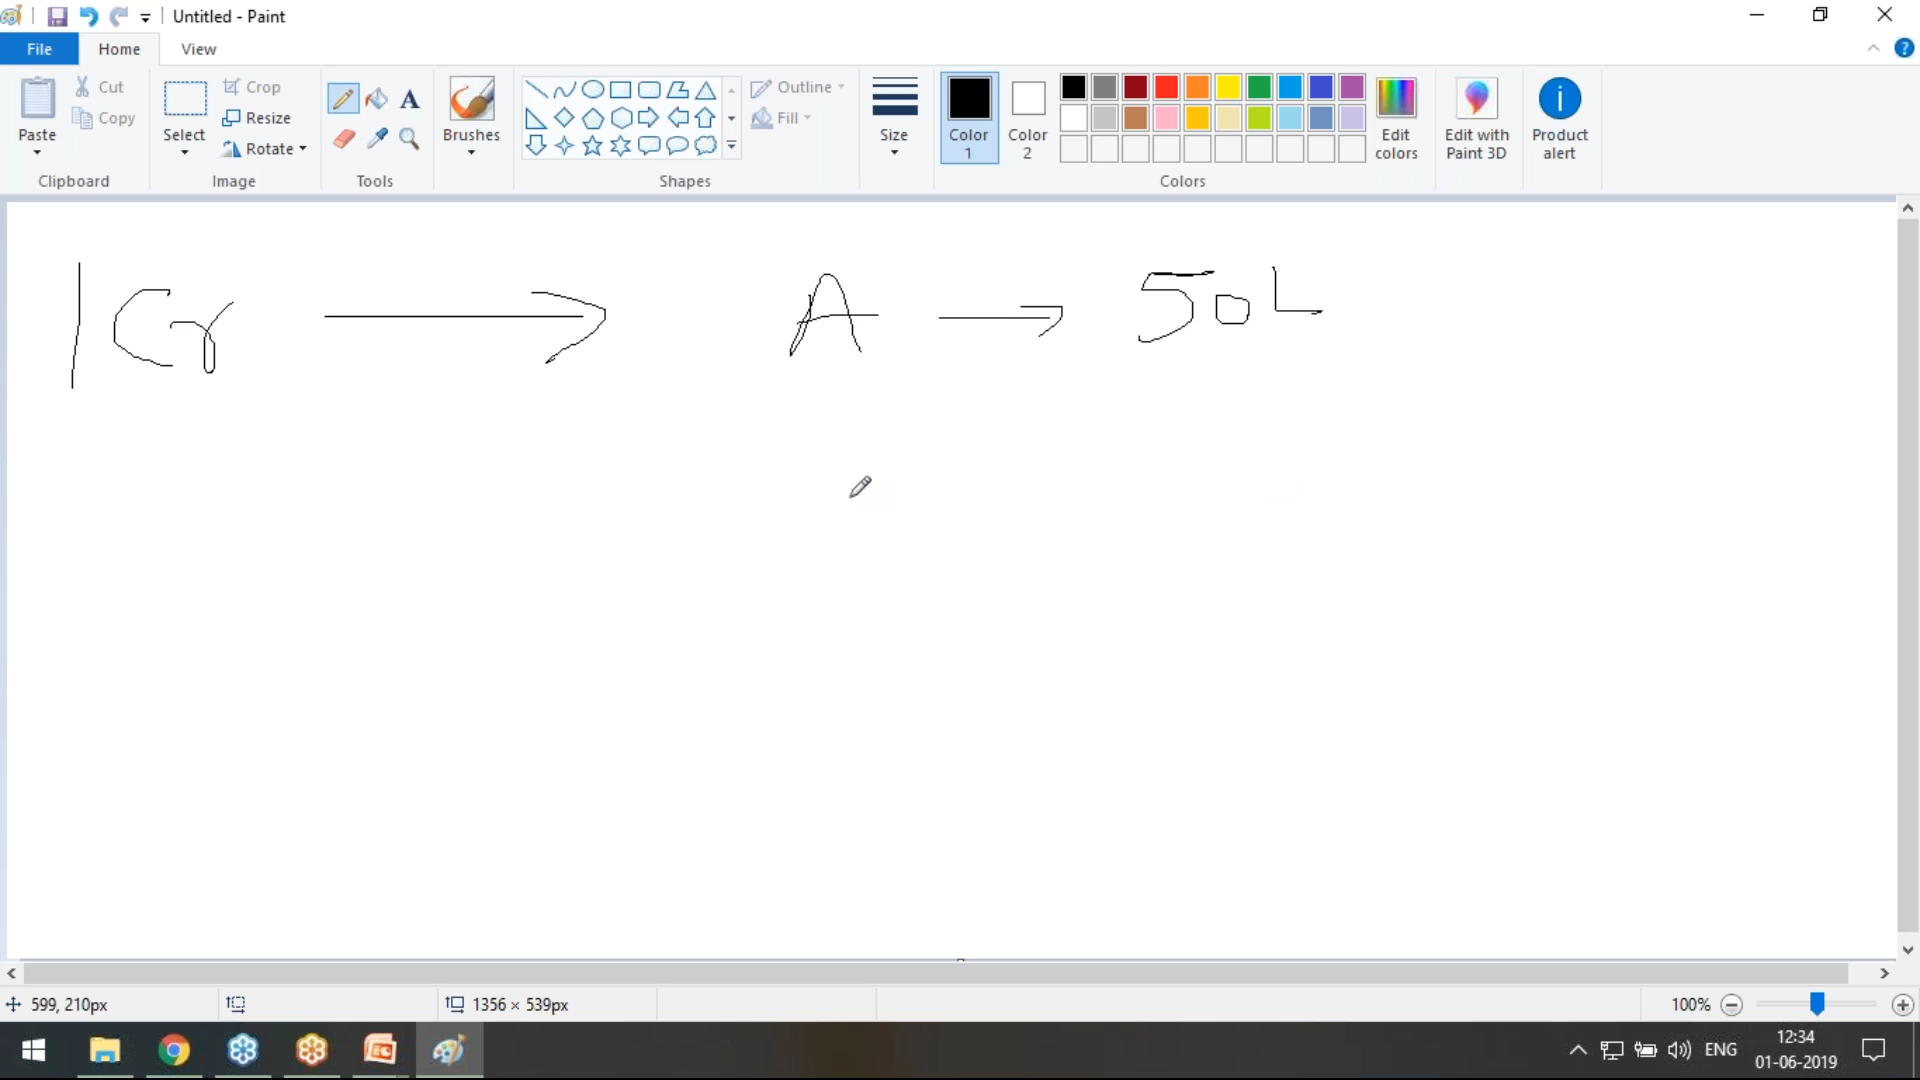 Untitled - Paint
File Home View
Paste Cut Copy Clipboard
Select Crop Resize Rotate Image
Tools
Brushes
Outline Fill Shapes
Size
Color 1 Color 2 Edit colors Colors
Edit with Paint 3D
Product alert
1Cr A 50L
599, 210px 1356 × 539px 100%
ENG 12:34
01-06-2019